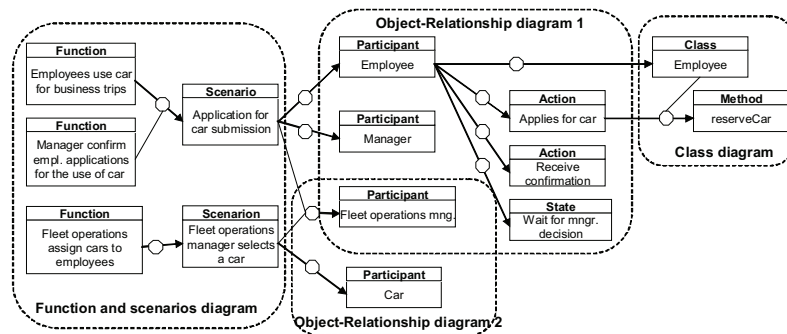 Object-Relationship diagram 1
Function
Employees use car
for business trips
Function
Manager confirm
empl. applications
for the use of car
Function
Fleet operations
assign cars to
employees
Scenario
Application for
car submission
Scenarion
Fleet operations
manager selects
a car
Function and scenarios diagram
Participant
Employee
Participant
Manager
Participant
Fleet operations mng.
Participant
Car
Object-Relationship diagram 2
Action
Applies for car
Action
Receive
confirmation
State
Wait for mngr.
decision
Class
Employee
Method
reserveCar
Class diagram